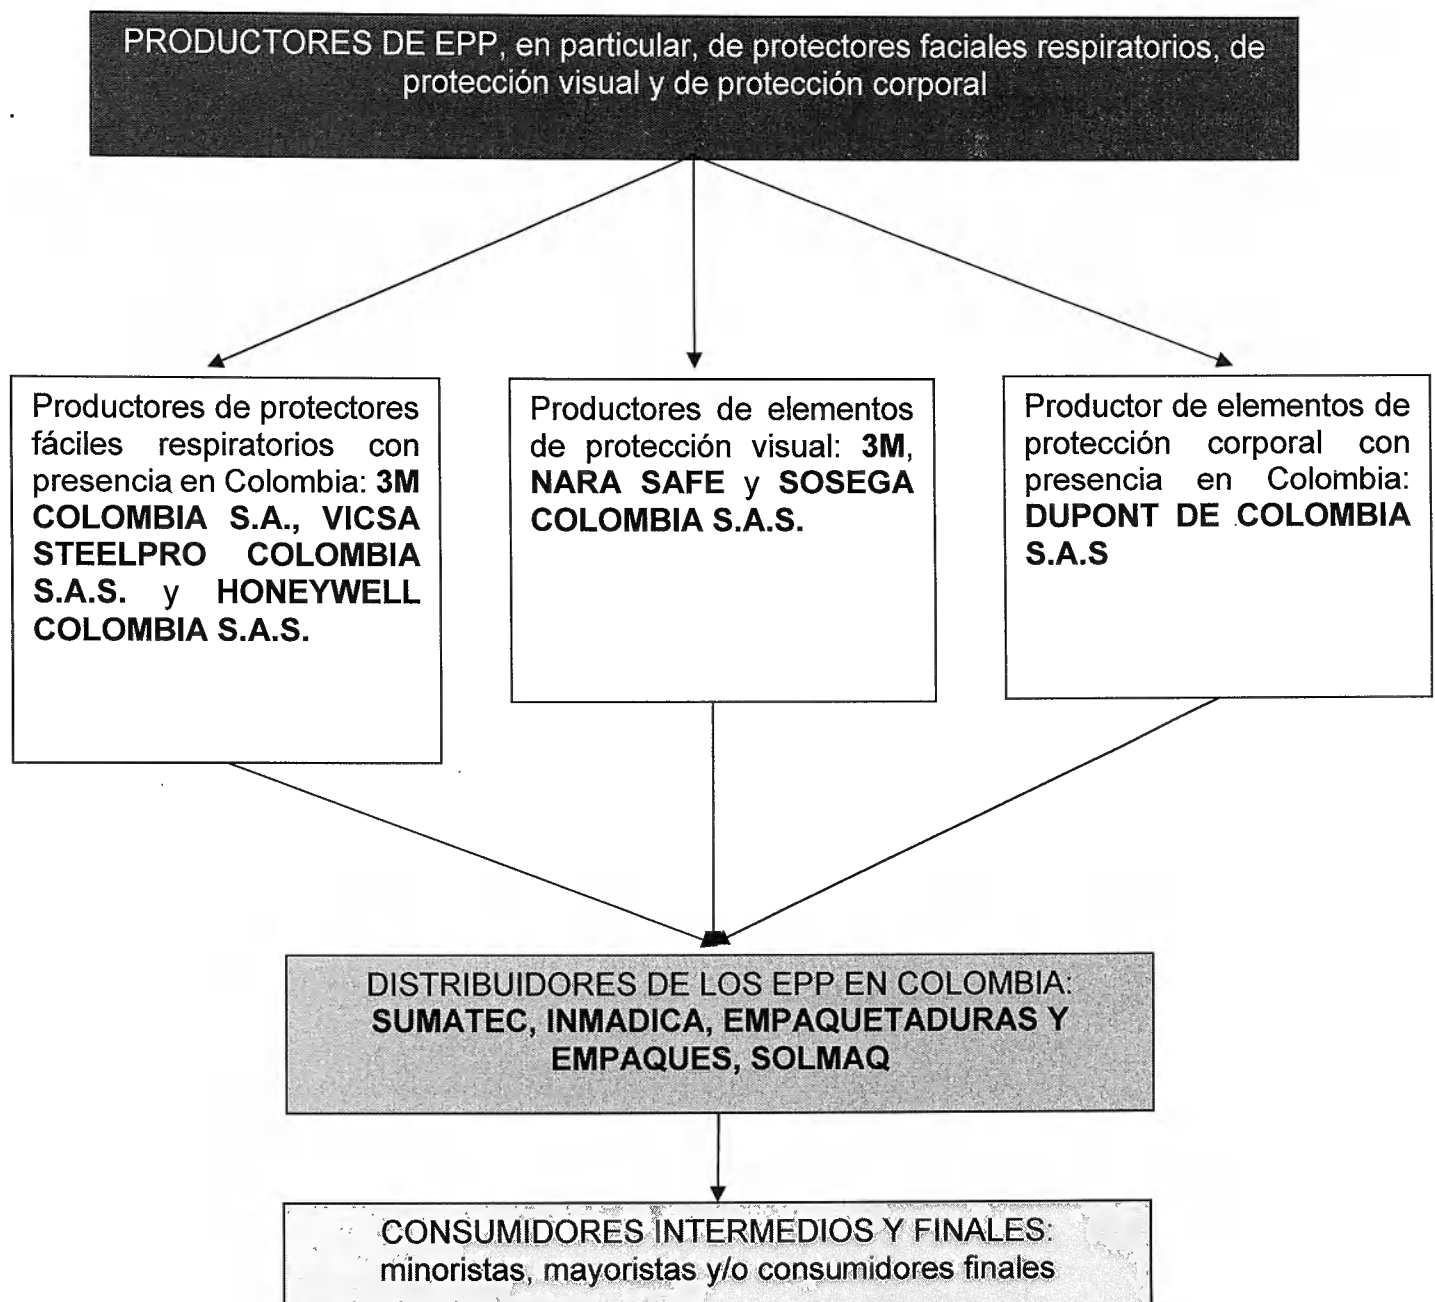 PRODUCTORES DE EPP, en particular, de protectores faciales respiratorios, de
protección visual y de protección corporal
Productores de protectores
fáciles respiratorios con
presencia en Colombia: 3M
COLOMBIA S.A., VICSA
STEELPRO COLOMBIA
S.A.S. y HONEYWELL
COLOMBIA S.A.S.
Productores de elementos
de protección visual: 3M,
NARA SAFE y SOSEGA
COLOMBIA S.A.S.
Productor de elementos de
protección corporal con
presencia en Colombia:
DUPONT DE COLOMBIA
S.A.S
DISTRIBUIDORES DE LOS EPP EN COLOMBIA:
SUMATEC, INMADICA, EMPAQUETADURAS Y
EMPAQUES, SOLMAQ
CONSUMIDORES INTERMEDIOS Y FINALES:
minoristas, mayoristas y/o consumidores finales